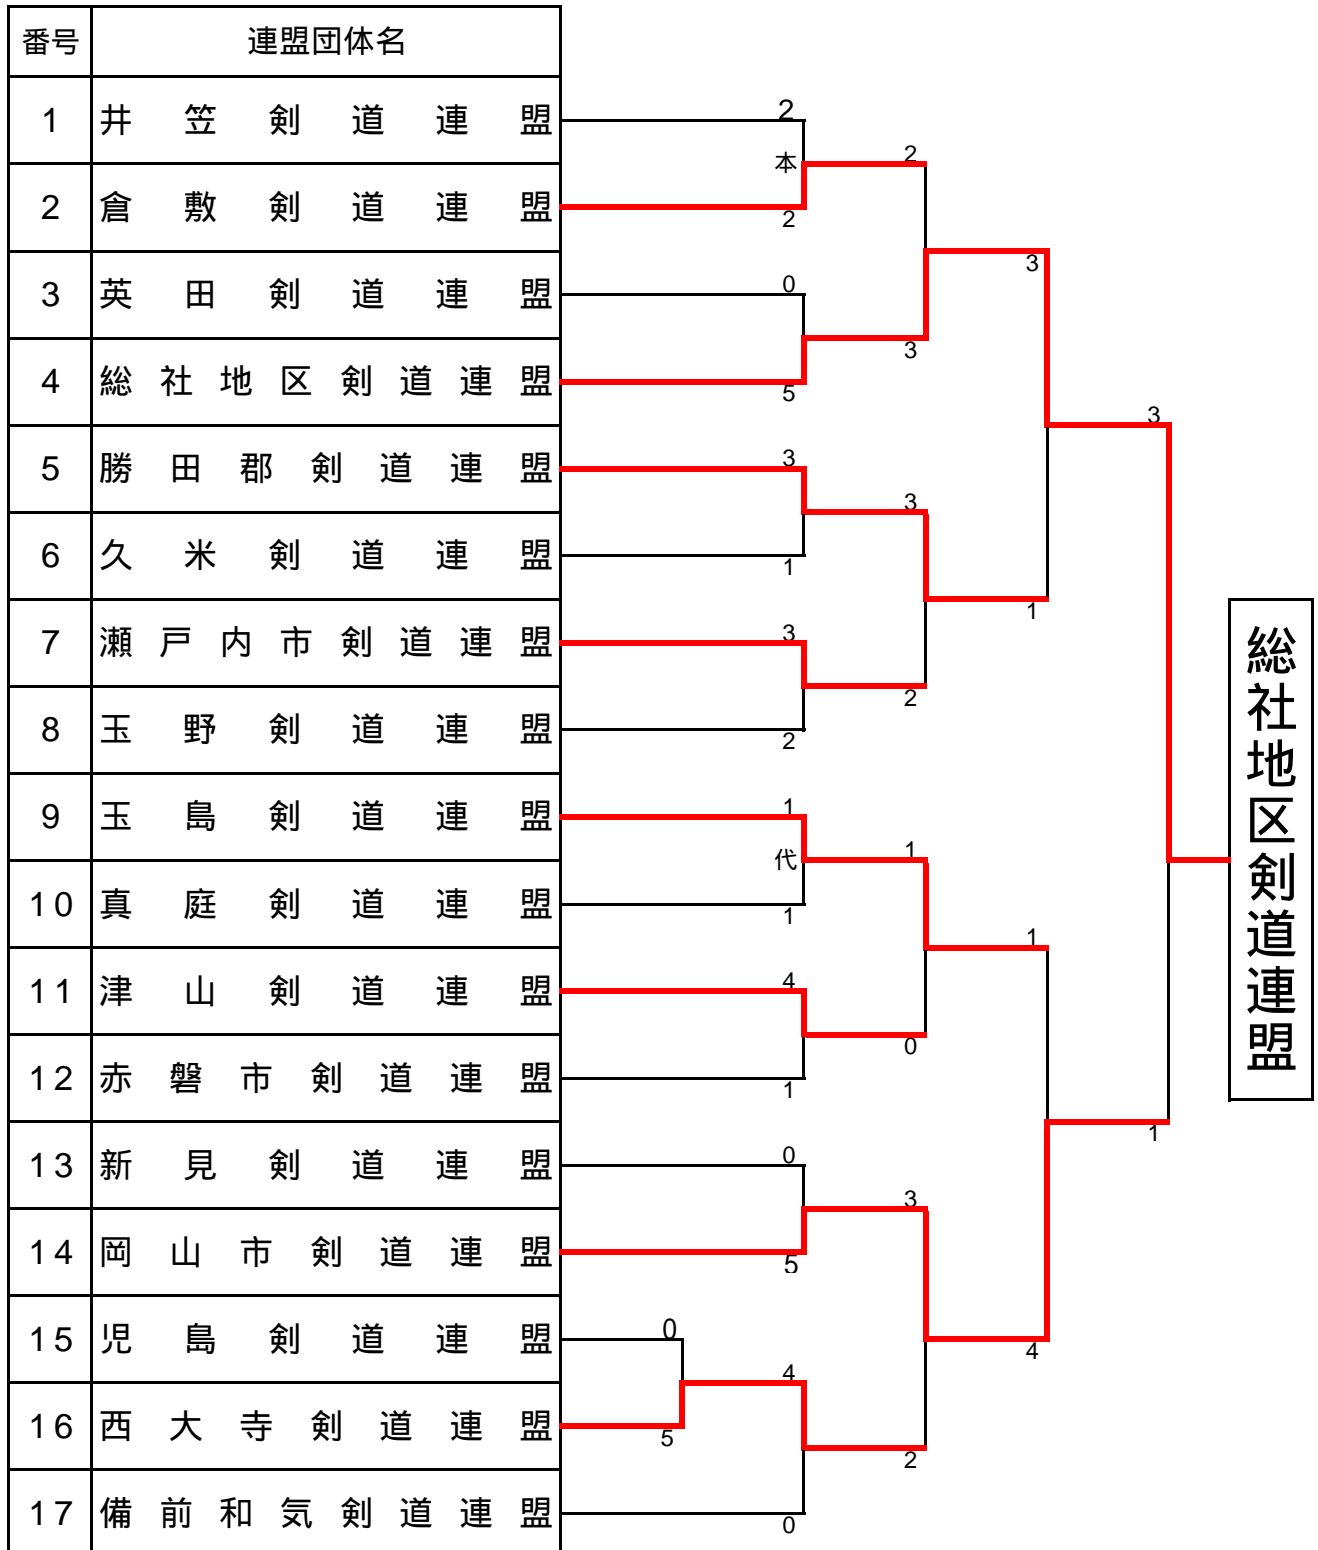 番号 連盟団体名
1 井笠剣道連盟
2 倉敷剣道連盟
3 英田剣道連盟
4 総社地区剣道連盟
5 勝田郡剣道連盟
6 久米剣道連盟
7 瀬戸内市剣道連盟
8 玉野剣道連盟
9 玉島剣道連盟
10 真庭剣道連盟
11 津山剣道連盟
12 赤磐市剣道連盟
13 新見剣道連盟
14 岡山市剣道連盟
15 児島剣道連盟
16 西大寺剣道連盟
17 備前和気剣道連盟
0
5
2
本
2
0
5
3
1
3
2
1
代
1
4
1
0
5
4
0
2
3
3
2
1
0
3
2
3
1
1
4
3
1
総社地区剣道連盟